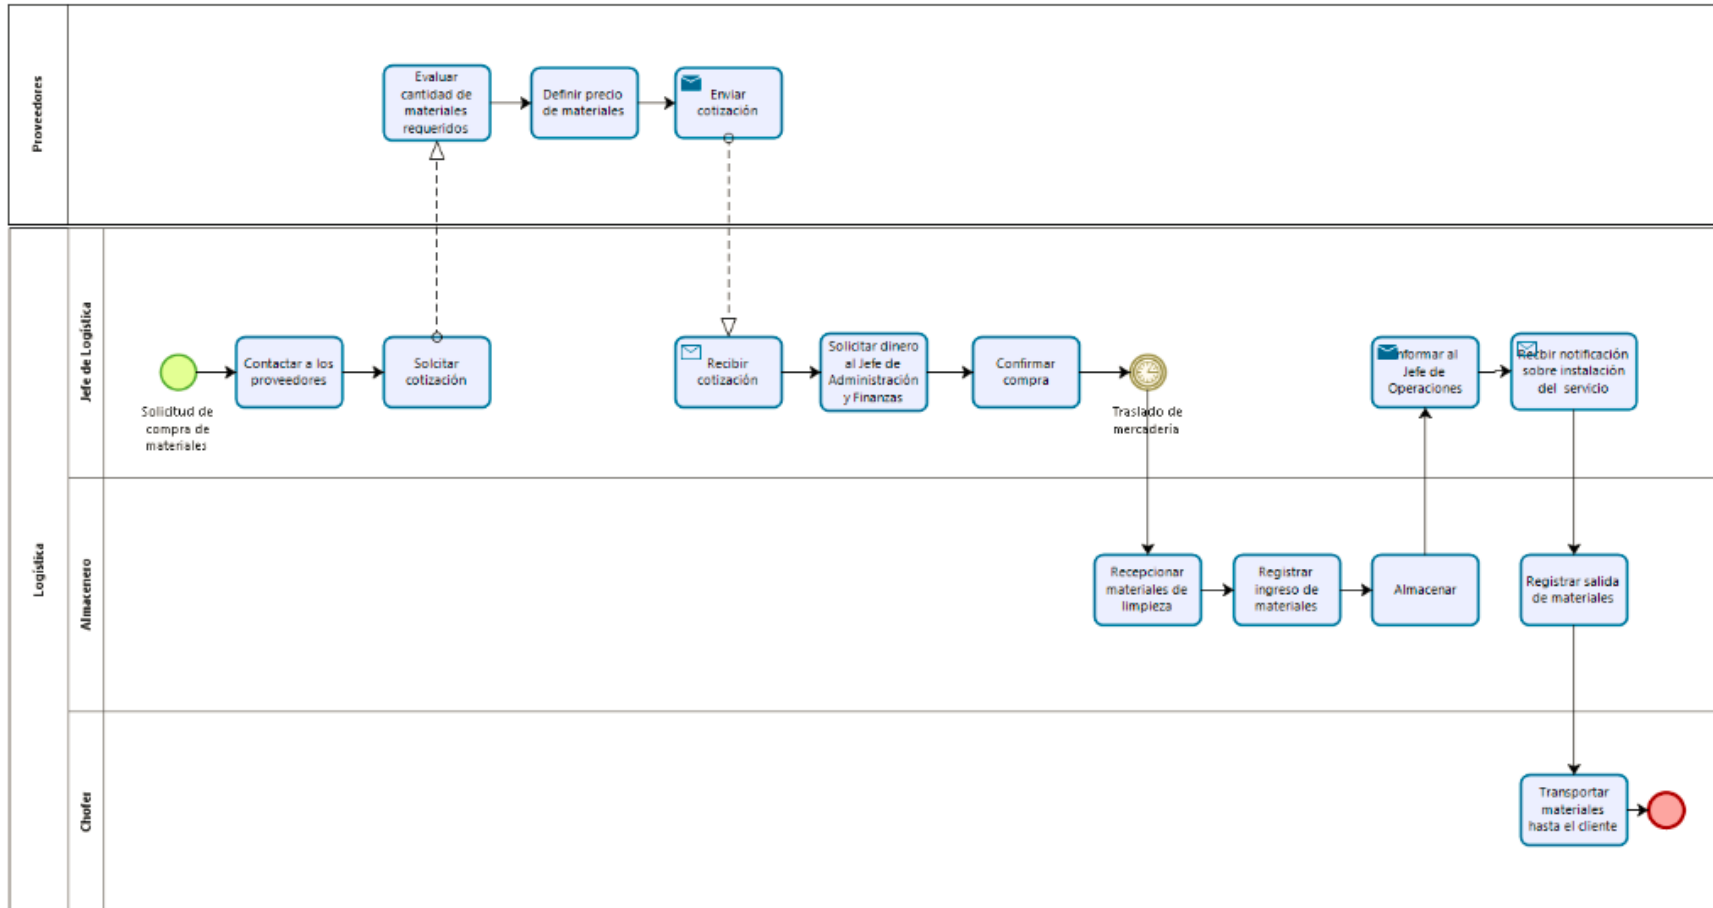 Proveedores
Evaluar
cantidad de
materiales
requeridos
Definir precio
de materiales
Enviar
cotización
Logística
Jefe de Logística
Solicitud de
compra de
materiales
Contactar a los
proveedores
Solcitar
cotización
Recibir
cotización
Solicitar dinero
al Jefe de
Administración
y Finanzas
Confirmar
compra
Traslado de
mercadería
nformar al
Jefe de
Operaciones
Recbir notificación
sobre instalación
del servicio
Almacenero
Recepcionar
materiales de
limpieza
Registrar
ingreso de
materiales
Almacenar
Registrar salida
de materiales
Chofer
Transportar
materiales
hasta el cliente